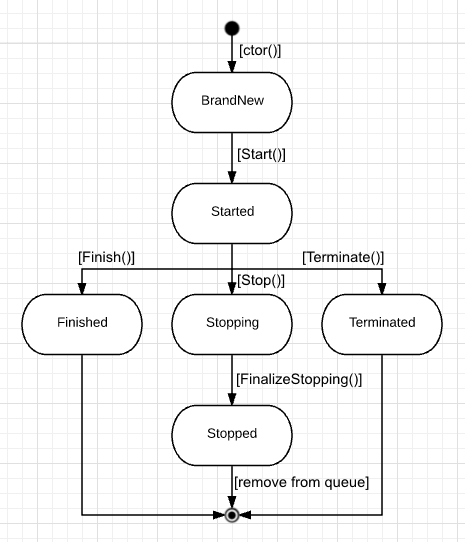 [ctor()]
BrandNew
[Start()]
Started
[Finish()]
[Terminate()]
[Stop()]
Finished
Stopping
Terminated
[FinalizeStopping()]
Stopped
[remove from queue]